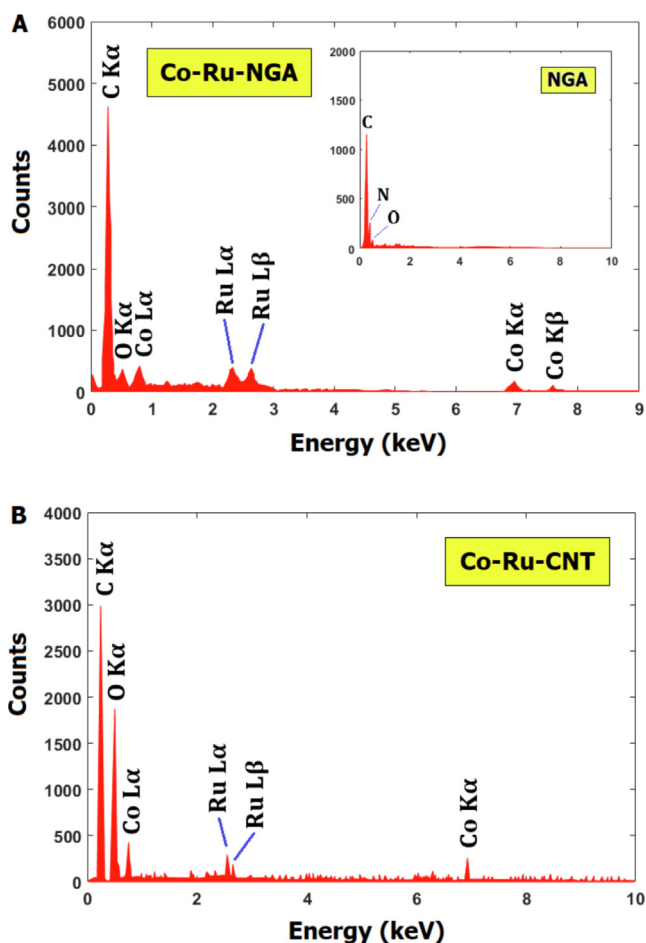 A
6000
5000
4000
3000
2000
1000
0
Counts
C Kα
Co-Ru-NGA
O Kα
Co Lα
Ru Lα
Ru Lβ
Co Kα
Co Kβ
2000
1500
1000
500
0
NGA
C
N
O
0 2 4 6 8 10
0 1 2 3 4 5 6 7 8 9
Energy (keV)
B
4000
3500
3000
2500
2000
1500
1000
500
0
Counts
C Kα
O Kα
Co Lα
Ru Lα
Ru Lβ
Co Kα
Co-Ru-CNT
0 2 4 6 8 10
Energy (keV)